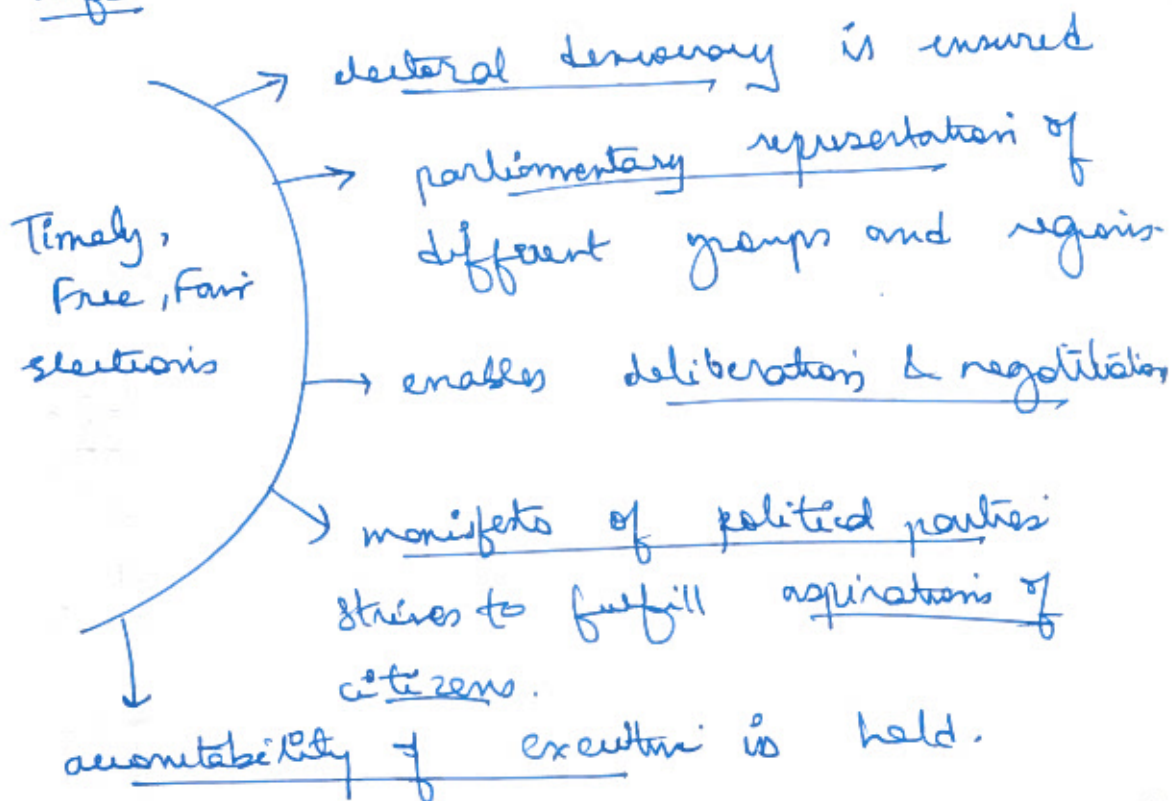 electoral democracy is ensured
parliamentary representation of
different groups and regions
Timely,
Free, Fair
elections
enables deliberation & negotiation
manifesto of political parties
strives to fulfill aspirations of
citizens.
accountability of executive is held.